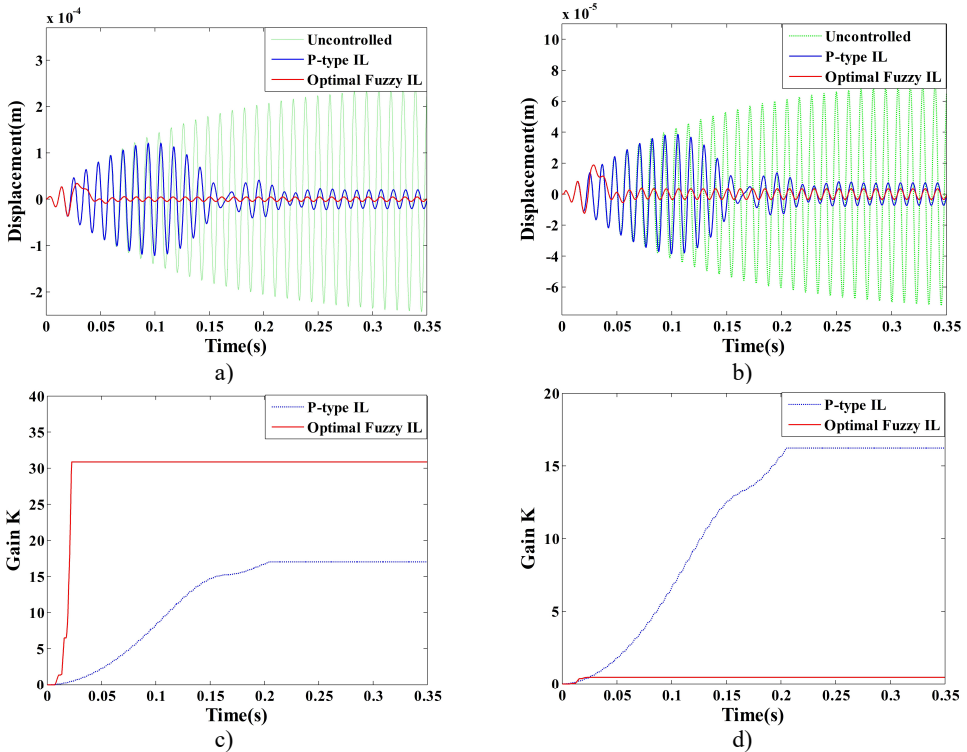 x 10^-4
3
2
1
0
-1
-2
Displacement(m)
Uncontrolled
P-type IL
Optimal Fuzzy IL
0 0.05 0.1 0.15 0.2 0.25 0.3 0.35
Time(s)
a)
x 10^-5
10
8
6
4
2
0
-2
-4
-6
Displacement(m)
Uncontrolled
P-type IL
Optimal Fuzzy IL
0 0.05 0.1 0.15 0.2 0.25 0.3 0.35
Time(s)
b)
40
35
30
25
20
15
10
5
0
Gain K
P-type IL
Optimal Fuzzy IL
0 0.05 0.1 0.15 0.2 0.25 0.3 0.35
Time(s)
c)
20
15
10
5
0
Gain K
P-type IL
Optimal Fuzzy IL
0 0.05 0.1 0.15 0.2 0.25 0.3 0.35
Time(s)
d)